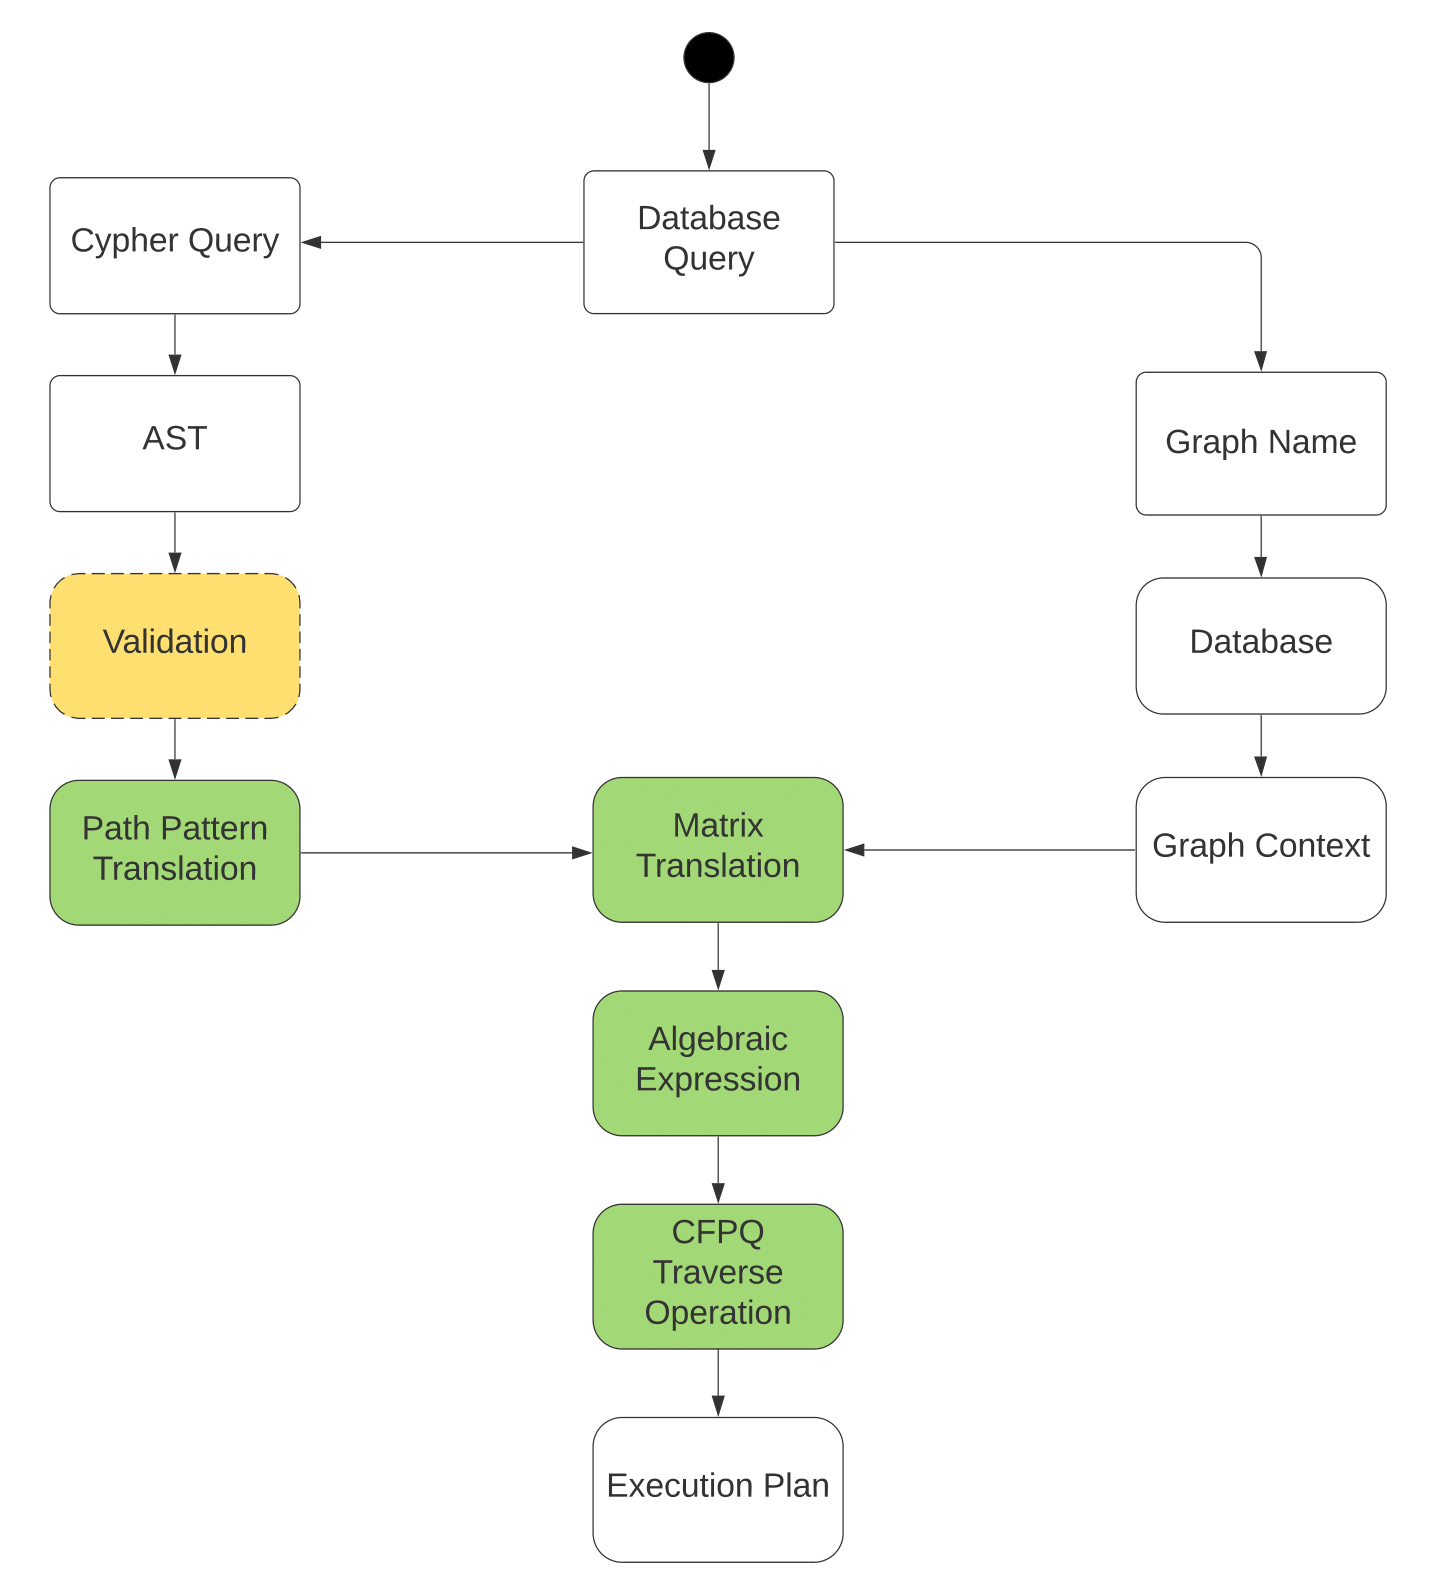 Database
Query
Cypher Query
AST
Graph Name
Validation
Database
Path Pattern
Translation
Matrix
Translation
Graph Context
Algebraic
Expression
CFPQ
Traverse
Operation
Execution Plan